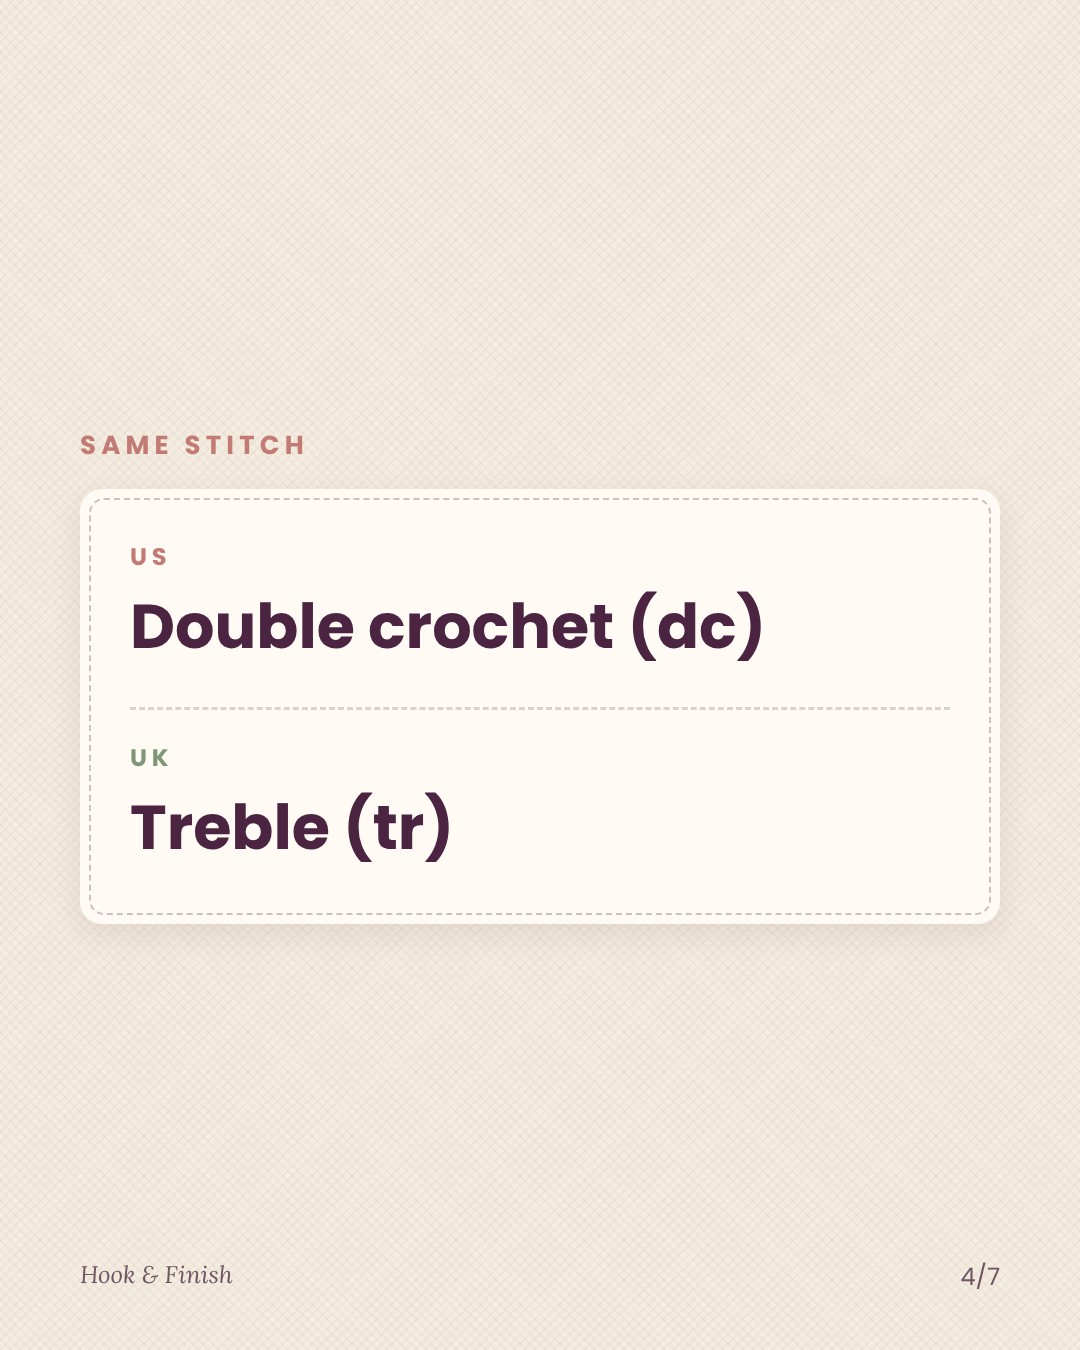 SAME STITCH
US
Double crochet (dc)
UK
Treble (tr)
Hook & Finish
4/7